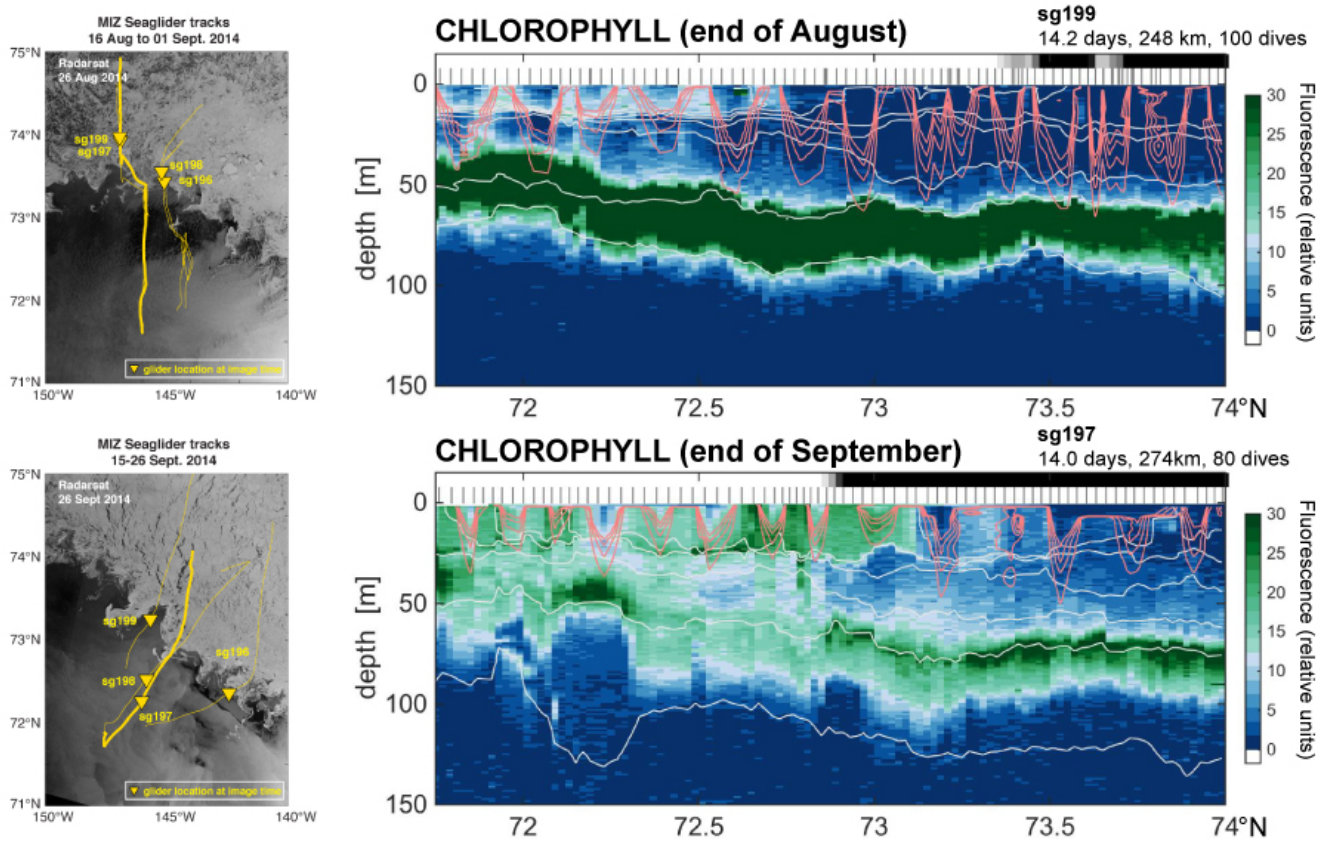 MIZ Seaglider tracks
16 Aug to 01 Sept. 2014
75°N
74°N
73°N
72°N
71°N
150°W
145°W
140°W
Radarsat
26 Aug 2014
sg199
sg197
sg198
sg196
glider location at image time
CHLOROPHYLL (end of August)
sg199
14.2 days, 248 km, 100 dives
depth [m]
0
50
100
150
72
72.5
73
73.5
74°N
30
25
20
15
10
5
0
Fluorescence (relative units)
MIZ Seaglider tracks
15-26 Sept. 2014
75°N
74°N
73°N
72°N
71°N
150°W
145°W
140°W
Radarsat
26 Sept 2014
sg199
sg196
sg198
sg197
glider location at image time
CHLOROPHYLL (end of September)
sg197
14.0 days, 274km, 80 dives
depth [m]
0
50
100
150
72
72.5
73
73.5
74°N
30
25
20
15
10
5
0
Fluorescence (relative units)